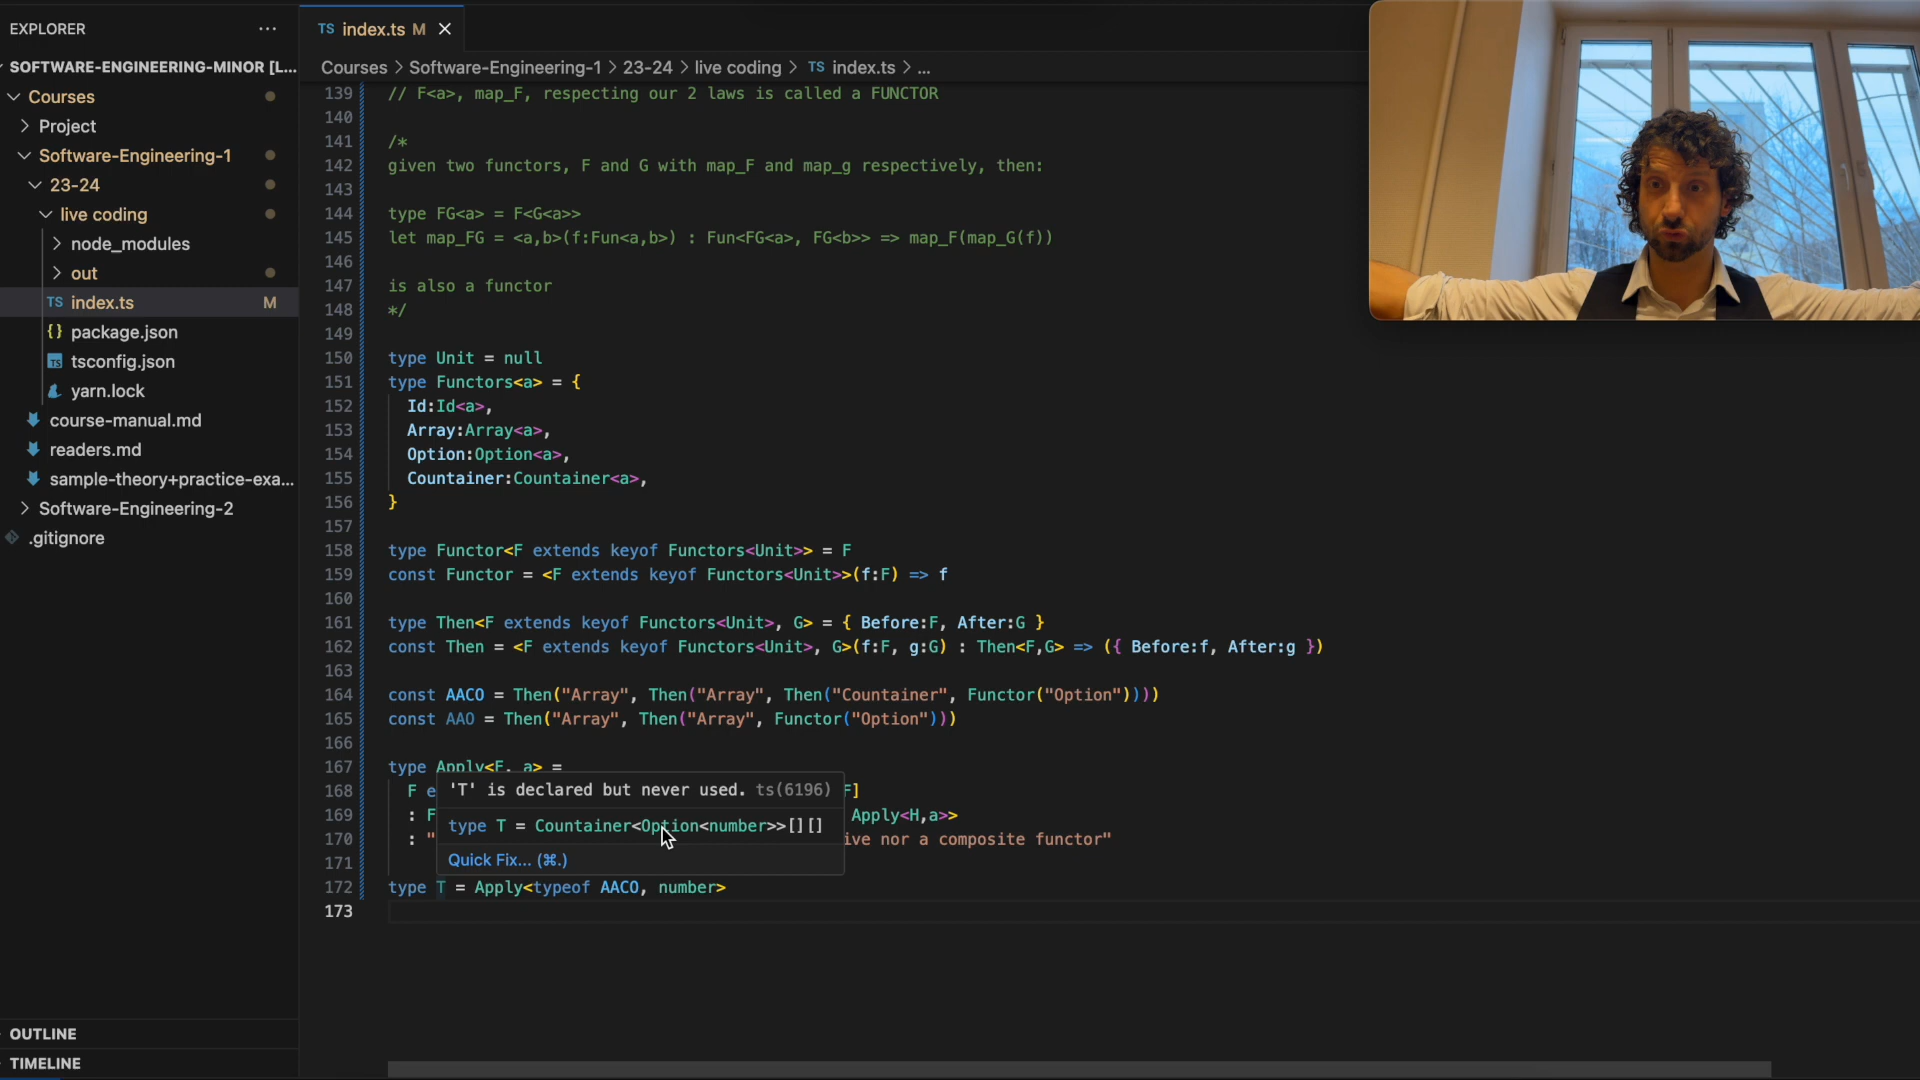 EXPLORER
SOFTWARE-ENGINEERING-MINOR [L...
Courses
Project
Software-Engineering-1
23-24
live coding
node_modules
out
TS index.ts M
{} package.json
TS tsconfig.json
yarn.lock
course-manual.md
readers.md
sample-theory+practice-exa...
Software-Engineering-2
.gitignore
OUTLINE
TIMELINE
TS index.ts M
Courses > Software-Engineering-1 > 23-24 > live coding > TS index.ts > ...
139 // F<a>, map_F, respecting our 2 laws is called a FUNCTOR
140
141 /*
142 given two functors, F and G with map_F and map_g respectively, then:
143
144 type FG<a> = F<G<a>>
145 let map_FG = <a,b>(f:Fun<a,b>) : Fun<FG<a>, FG<b>> => map_F(map_G(f))
146
147 is also a functor
148 */
149
150 type Unit = null
151 type Functors<a> = {
152 Id:Id<a>,
153 Array:Array<a>,
154 Option:Option<a>,
155 Countainer:Countainer<a>,
156 }
157
158 type Functor<F extends keyof Functors<Unit>> = F
159 const Functor = <F extends keyof Functors<Unit>>(f:F) => f
160
161 type Then<F extends keyof Functors<Unit>, G> = { Before:F, After:G }
162 const Then = <F extends keyof Functors<Unit>, G>(f:F, g:G) : Then<F,G> => ({ Before:f, After:g })
163
164 const AACO = Then("Array", Then("Array", Then("Countainer", Functor("Option"))))
165 const AAO = Then("Array", Then("Array", Functor("Option")))
166
167 type Apply<F, a> =
168 F e F]
169 : F Apply<H,a>>
170 : " ive nor a composite functor"
171
172 type T = Apply<typeof AACO, number>
173
'T' is declared but never used. ts(6196)
type T = Countainer<Option<number>>[][]
Quick Fix... (⌘.)